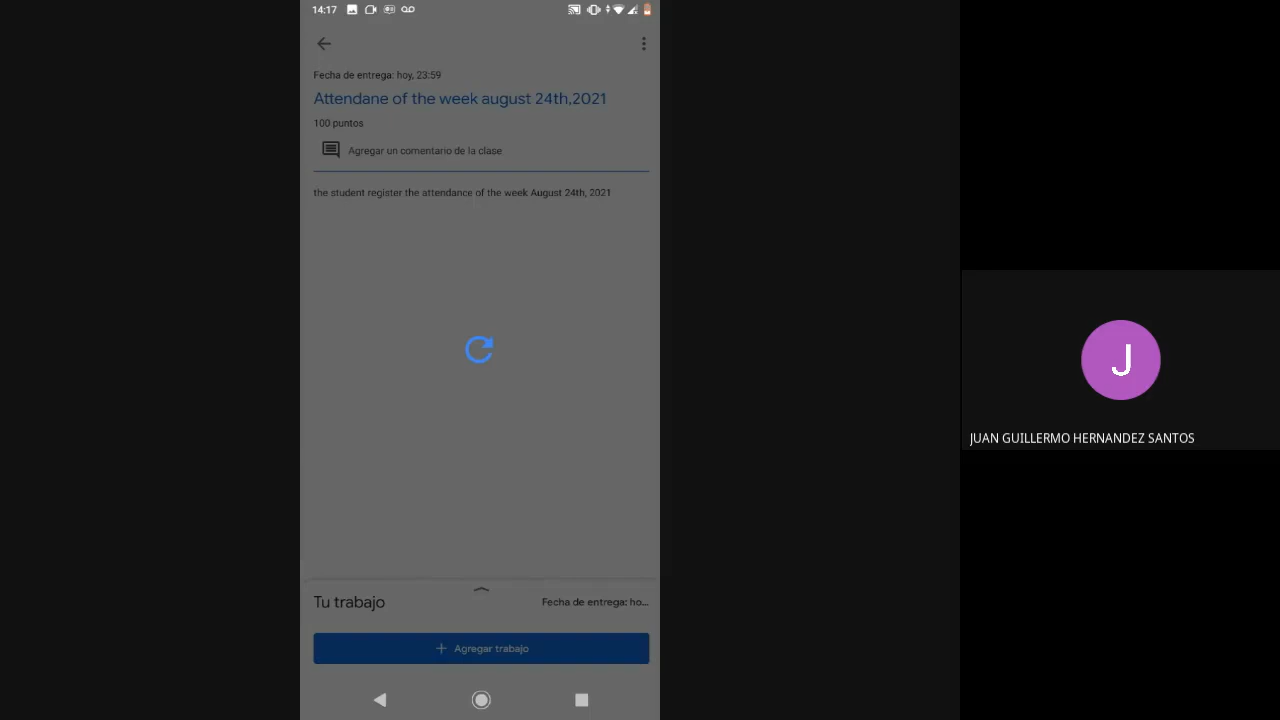 14:17
Fecha de entrega: hoy, 23:59
Attendane of the week august 24th,2021
100 puntos
Agregar un comentario de la clase
the student register the attendance of the week August 24th, 2021
Tu trabajo
Fecha de entrega: ho...
+ Agregar trabajo
J
JUAN GUILLERMO HERNANDEZ SANTOS